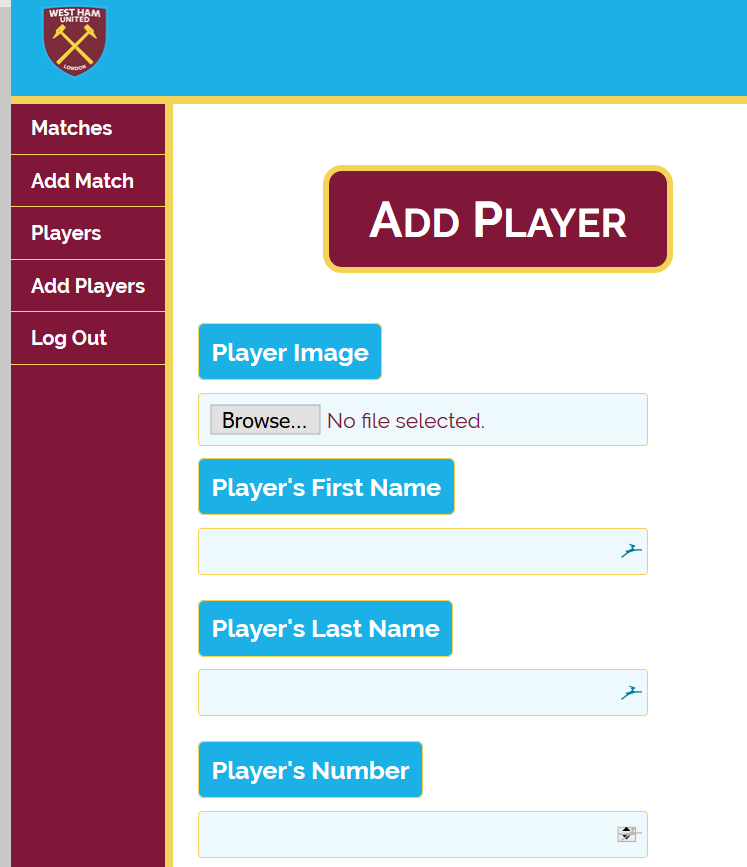 WEST HAM
UNITED
LONDON
Matches
Add Match
Players
Add Players
Log Out
Add Player
Player Image
Browse... No file selected.
Player's First Name
Player's Last Name
Player's Number